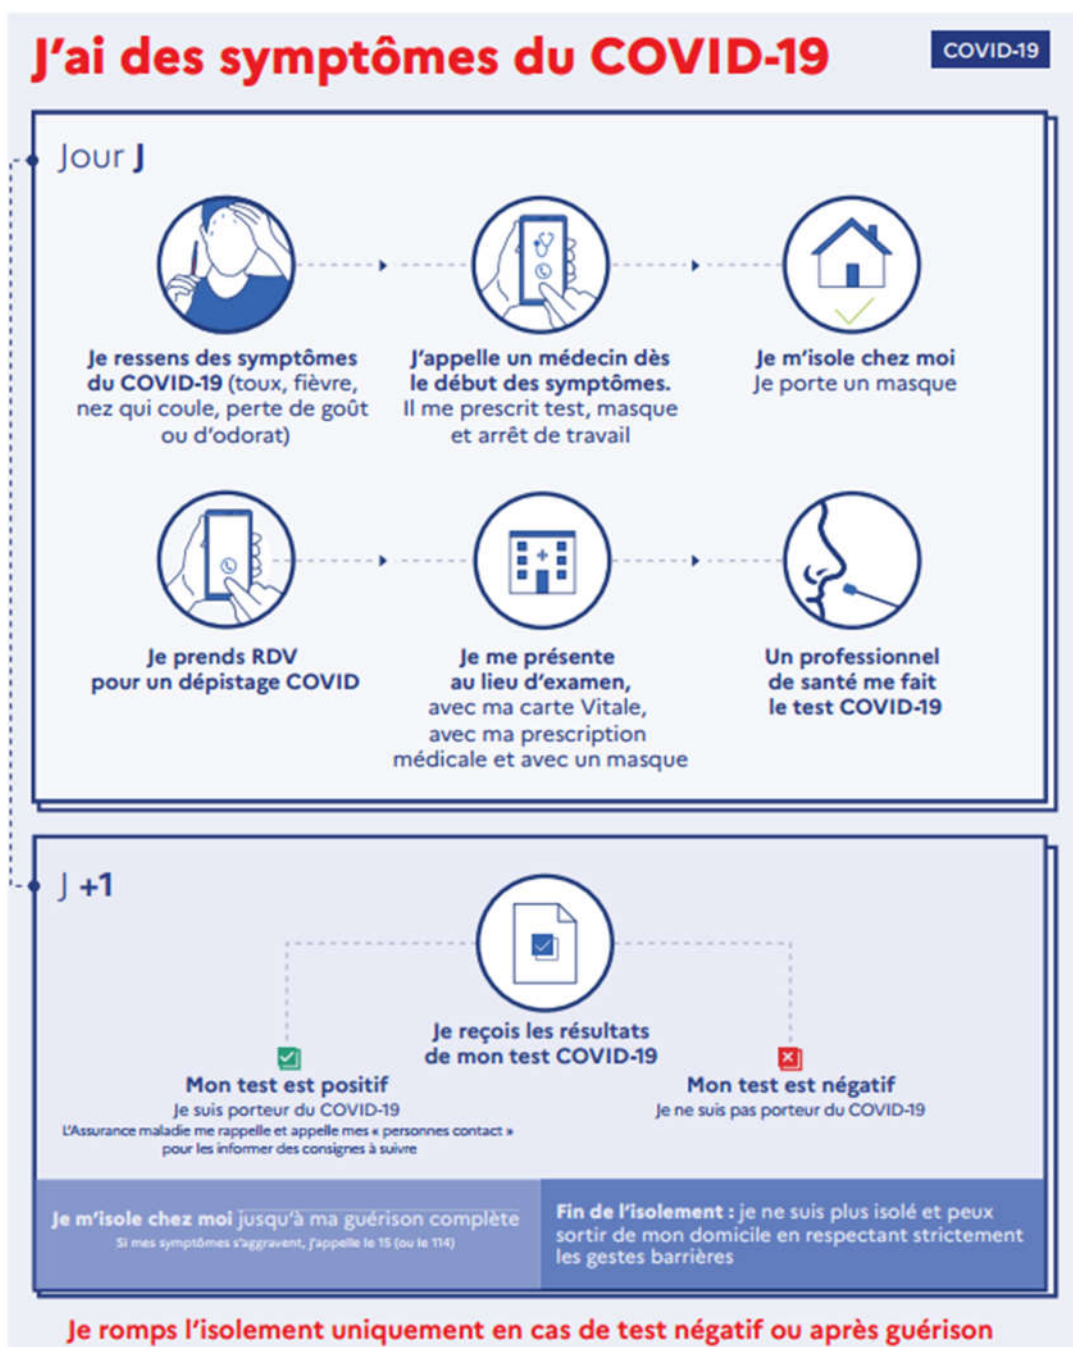 J'ai des symptômes du COVID-19
COVID-19
Jour J
Je ressens des symptômes
du COVID-19 (toux, fièvre,
nez qui coule, perte de goût
ou d'odorat)
J'appelle un médecin dès
le début des symptômes.
Il me prescrit test, masque
et arrêt de travail
Je m'isole chez moi
Je porte un masque
Je prends RDV
pour un dépistage COVID
Je me présente
au lieu d'examen,
avec ma carte Vitale,
avec ma prescription
médicale et avec un masque
Un professionnel
de santé me fait
le test COVID-19
J +1
Je reçois les résultats
de mon test COVID-19
Mon test est positif
Je suis porteur du COVID-19
L'Assurance maladie me rappelle et appelle mes « personnes contact »
pour les informer des consignes à suivre
Mon test est négatif
Je ne suis pas porteur du COVID-19
Je m'isole chez moi jusqu'à ma guérison complète
Si mes symptômes s'aggravent, j'appelle le 15 (ou le 114)
Fin de l'isolement : je ne suis plus isolé et peux
sortir de mon domicile en respectant strictement
les gestes barrières
Je romps l'isolement uniquement en cas de test négatif ou après guérison